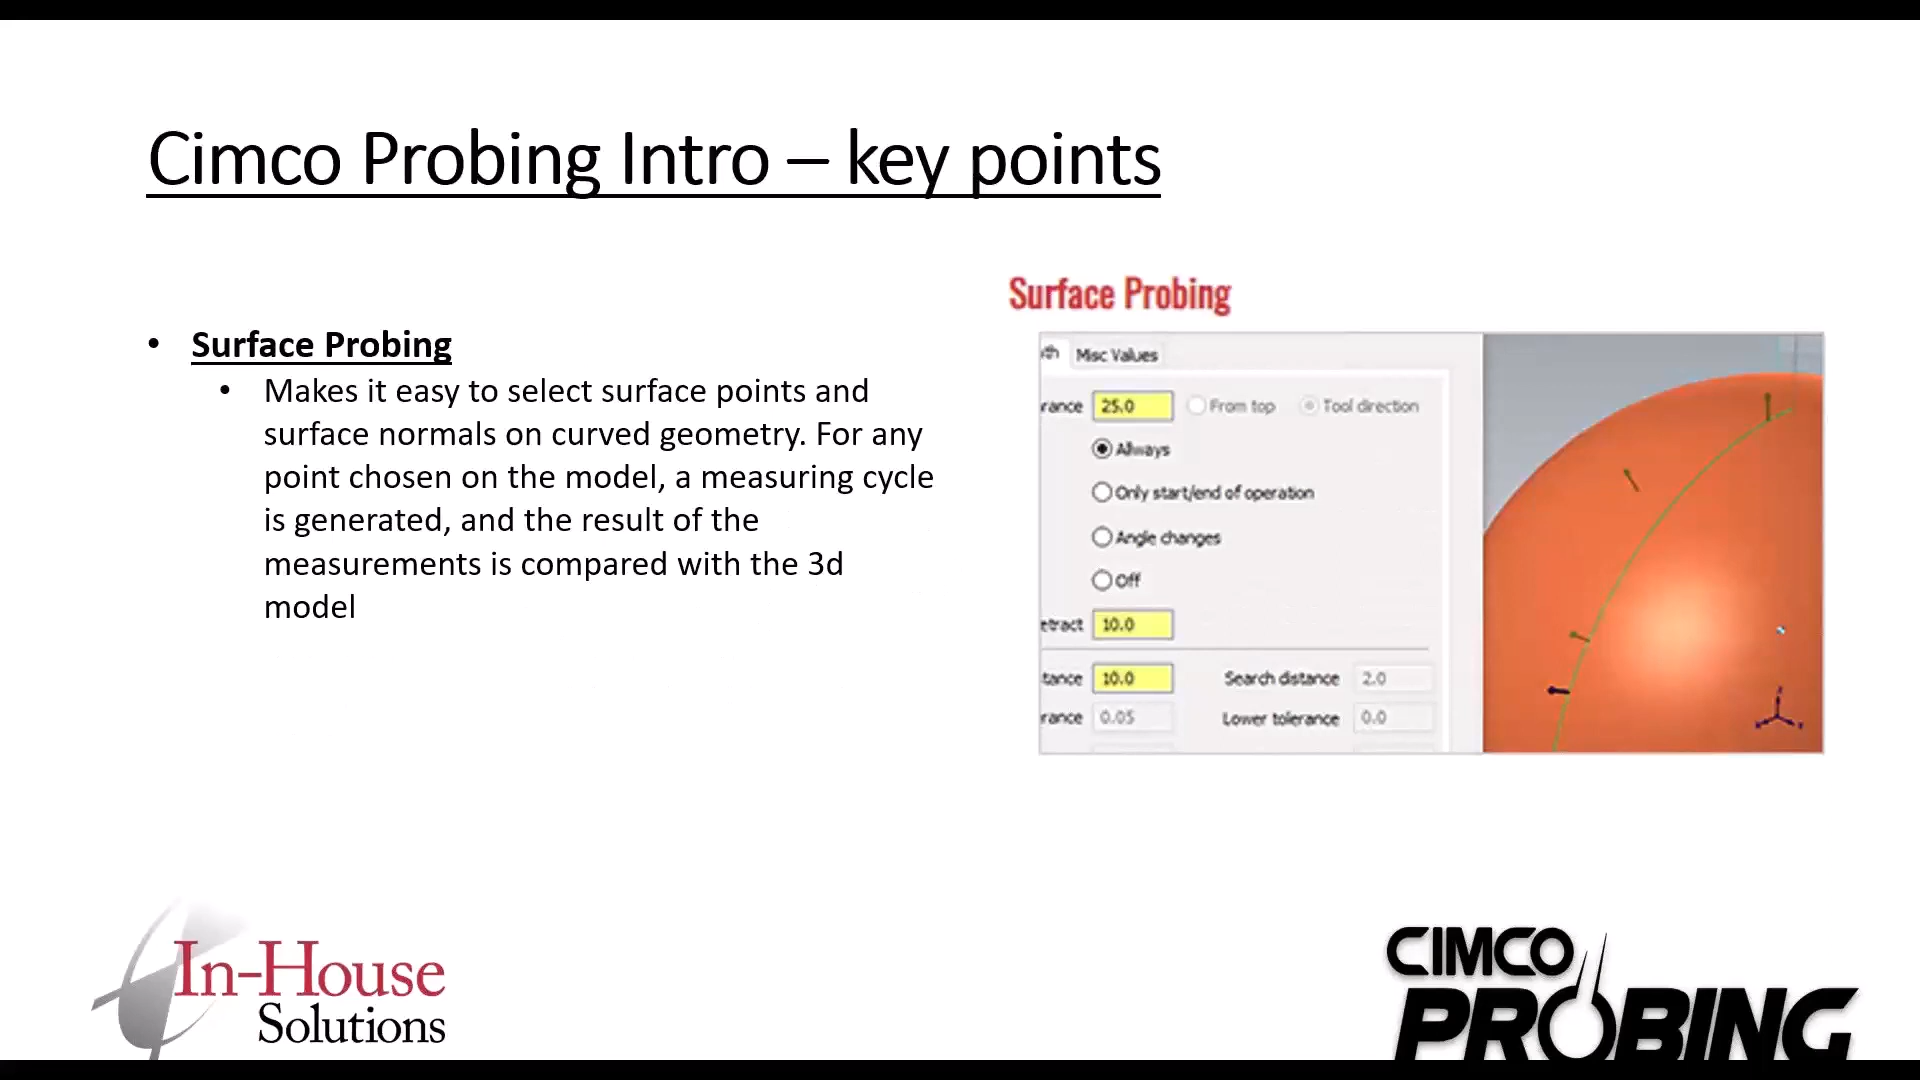 Cimco Probing Intro – key points
• Surface Probing
• Makes it easy to select surface points and
surface normals on curved geometry. For any
point chosen on the model, a measuring cycle
is generated, and the result of the
measurements is compared with the 3d
model
Surface Probing
Misc Values
rance 25.0 From top Tool direction
Always
Only start/end of operation
Angle changes
Off
etract 10.0
tance 10.0 Search distance 2.0
rance 0.05 Lower tolerance 0.0
In-House
Solutions
CIMCO
PROBING